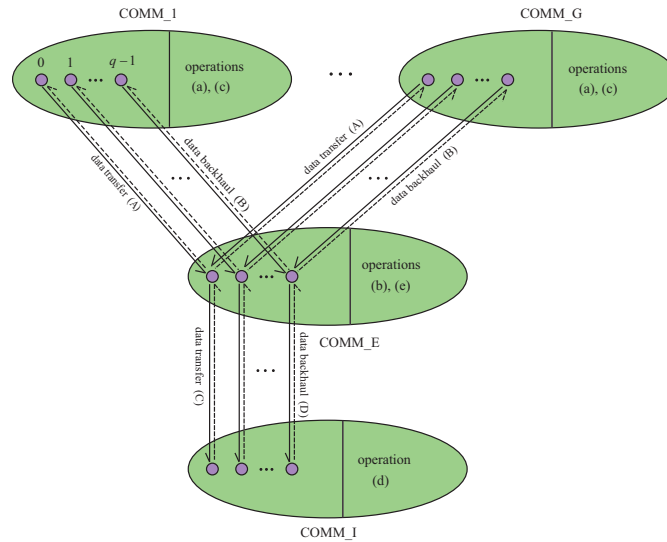 COMM_1
COMM_G
0 1 ... q − 1
operations
(a), (c)
...
...
operations
(a), (c)
data transfer (A)
...
data backhaul (B)
data transfer (A)
...
data backhaul (B)
...
operations
(b), (e)
COMM_E
data transfer (C)
...
data backhaul (D)
...
operation
(d)
COMM_I